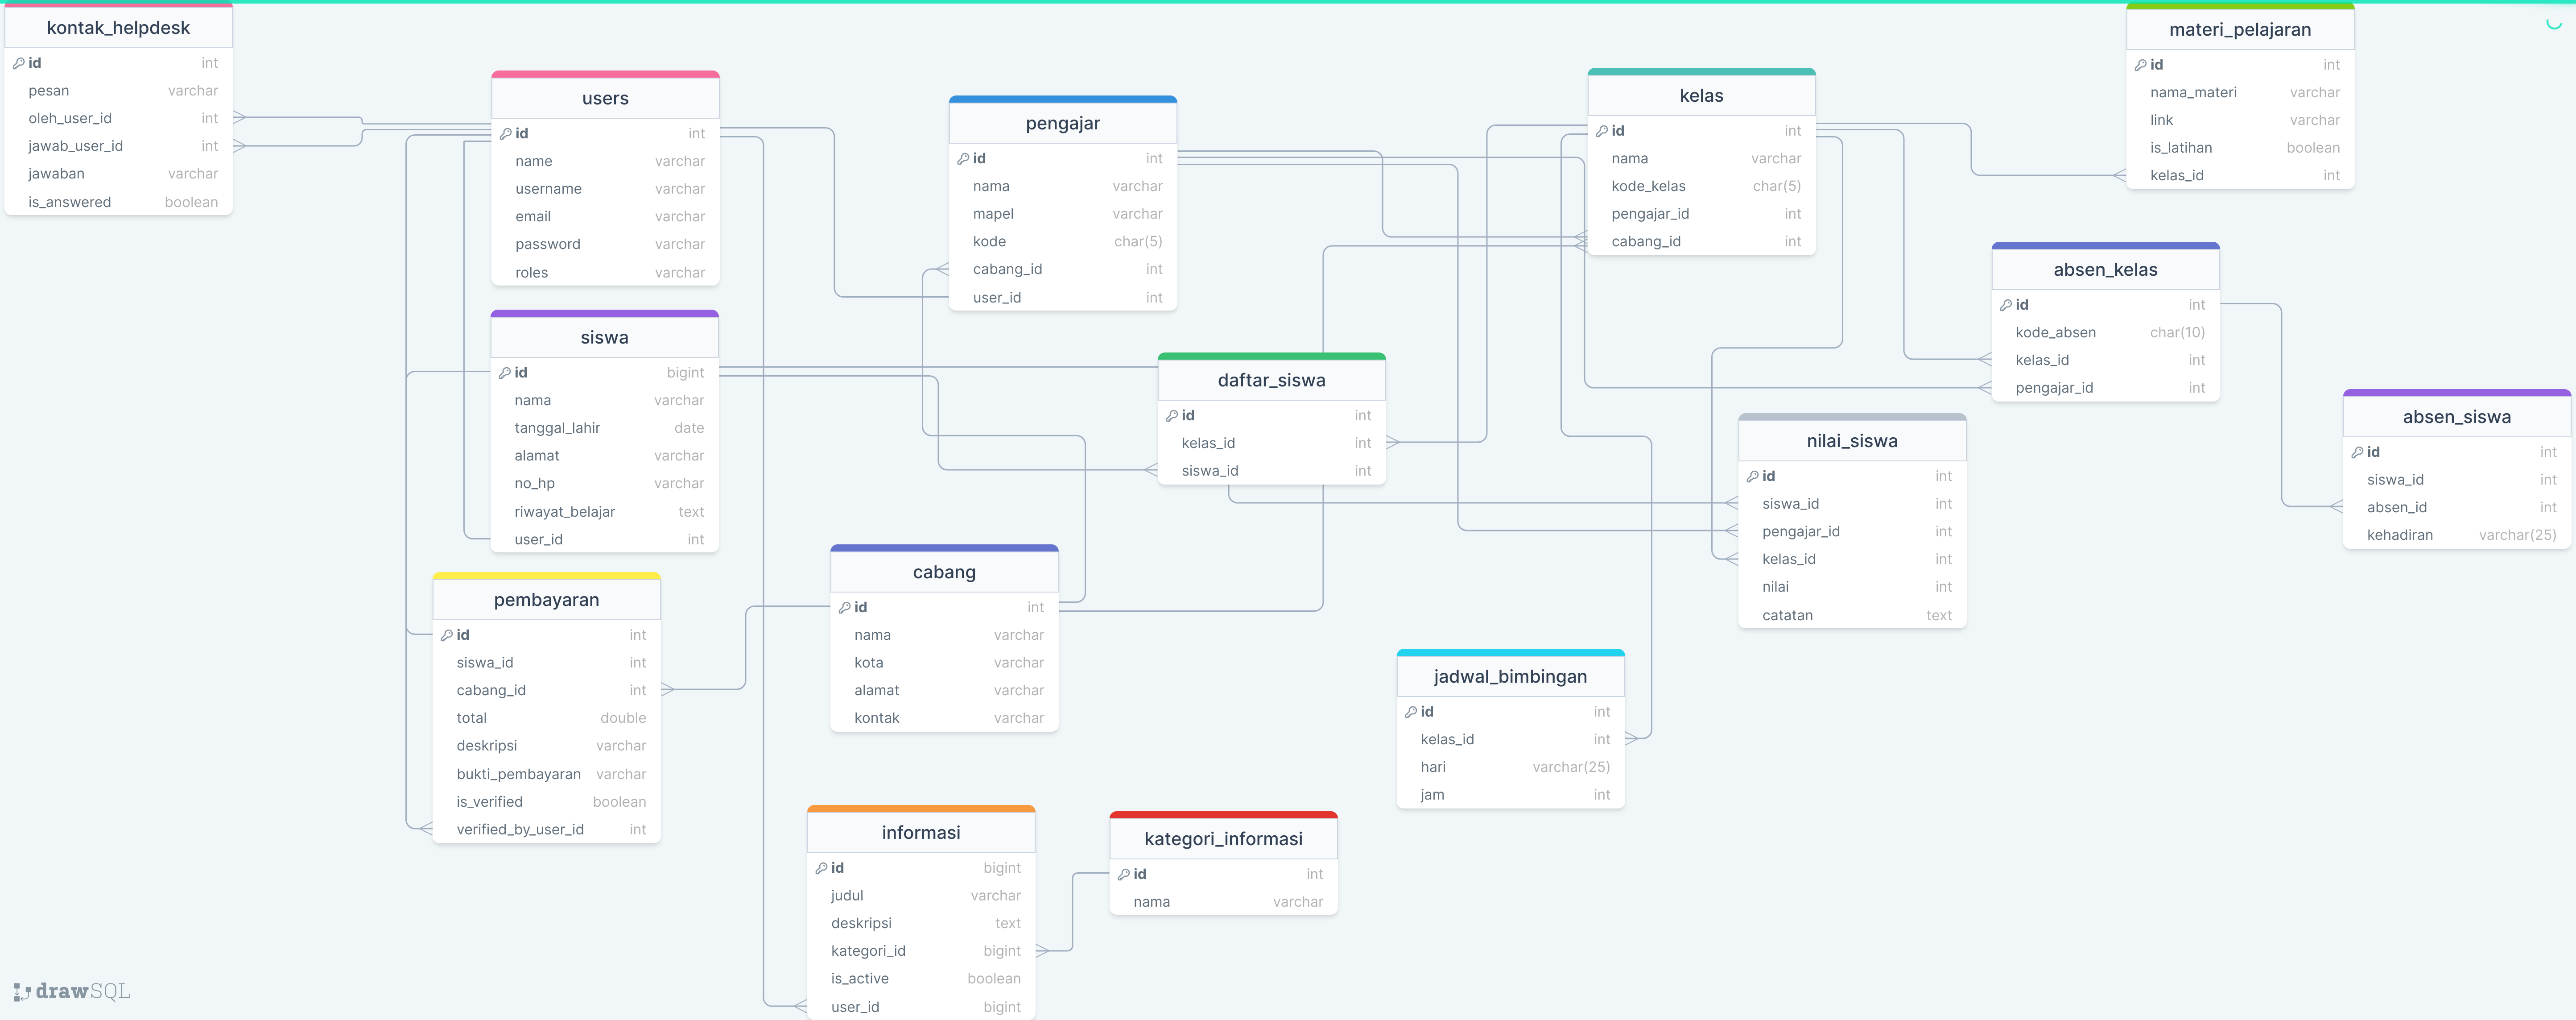 kontak_helpdesk
id int
pesan varchar
oleh_user_id int
jawab_user_id int
jawaban varchar
is_answered boolean
users
id int
name varchar
username varchar
email varchar
password varchar
roles varchar
siswa
id bigint
nama varchar
tanggal_lahir date
alamat varchar
no_hp varchar
riwayat_belajar text
user_id int
pembayaran
id int
siswa_id int
cabang_id int
total double
deskripsi varchar
bukti_pembayaran varchar
is_verified boolean
verified_by_user_id int
pengajar
id int
nama varchar
mapel varchar
kode char(5)
cabang_id int
user_id int
cabang
id int
nama varchar
kota varchar
alamat varchar
kontak varchar
informasi
id bigint
judul varchar
deskripsi text
kategori_id bigint
is_active boolean
user_id bigint
kategori_informasi
id int
nama varchar
daftar_siswa
id int
kelas_id int
siswa_id int
kelas
id int
nama varchar
kode_kelas char(5)
pengajar_id int
cabang_id int
jadwal_bimbingan
id int
kelas_id int
hari varchar(25)
jam int
nilai_siswa
id int
siswa_id int
pengajar_id int
kelas_id int
nilai int
catatan text
materi_pelajaran
id int
nama_materi varchar
link varchar
is_latihan boolean
kelas_id int
absen_kelas
id int
kode_absen char(10)
kelas_id int
pengajar_id int
absen_siswa
id int
siswa_id int
absen_id int
kehadiran varchar(25)
drawSQL